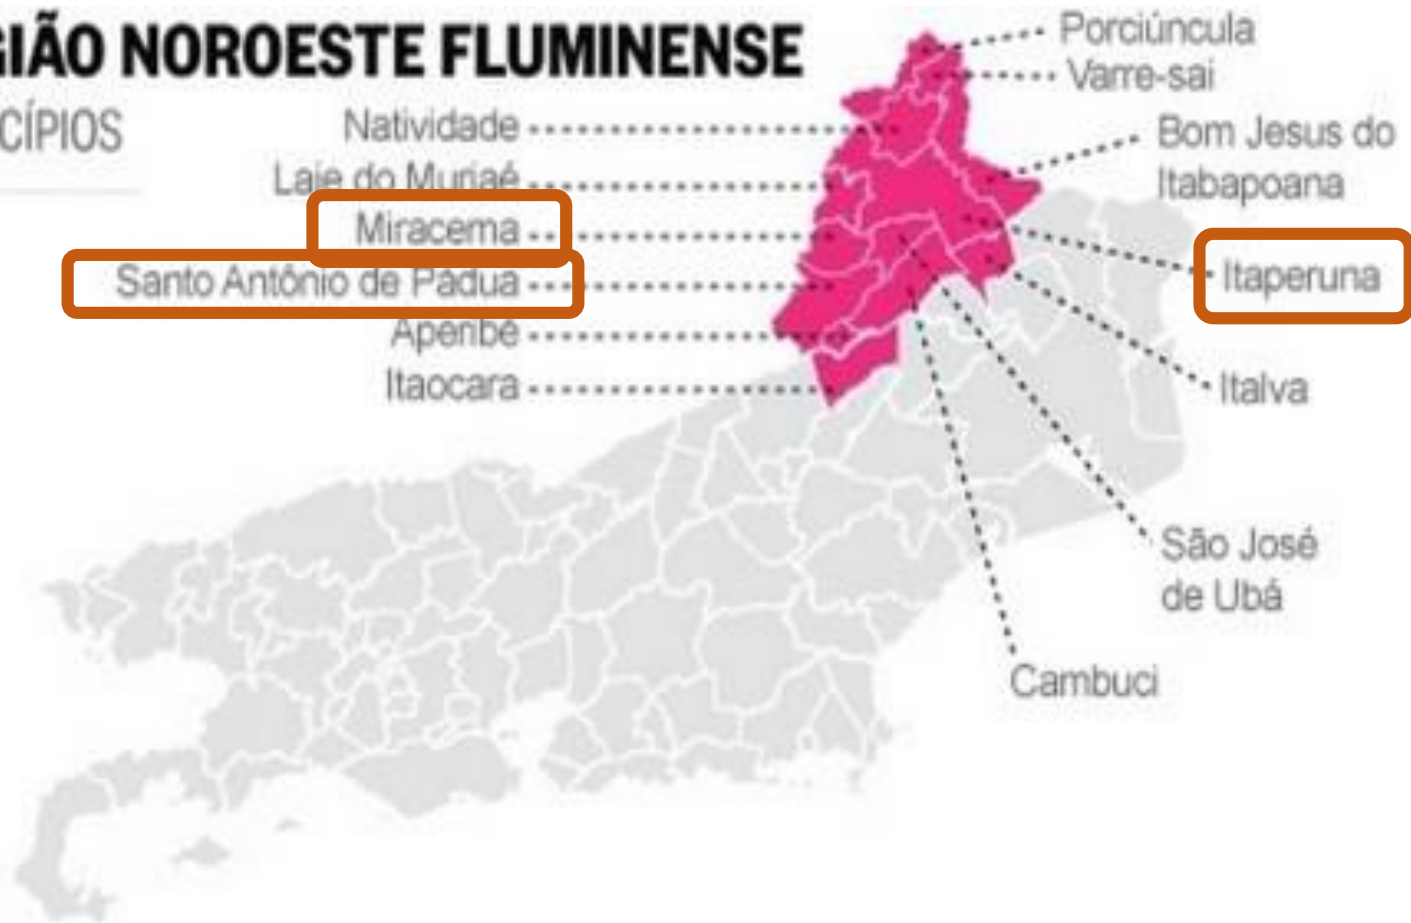 GIÃO NOROESTE FLUMINENSE
CÍPIOS
Porciúncula
Varre-sai
Natividade
Bom Jesus do
Itabapoana
Laje do Muriaé
Miracema
Santo Antônio de Pádua
Itaperuna
Aperibé
Itaocara
Italva
São José
de Ubá
Cambuci